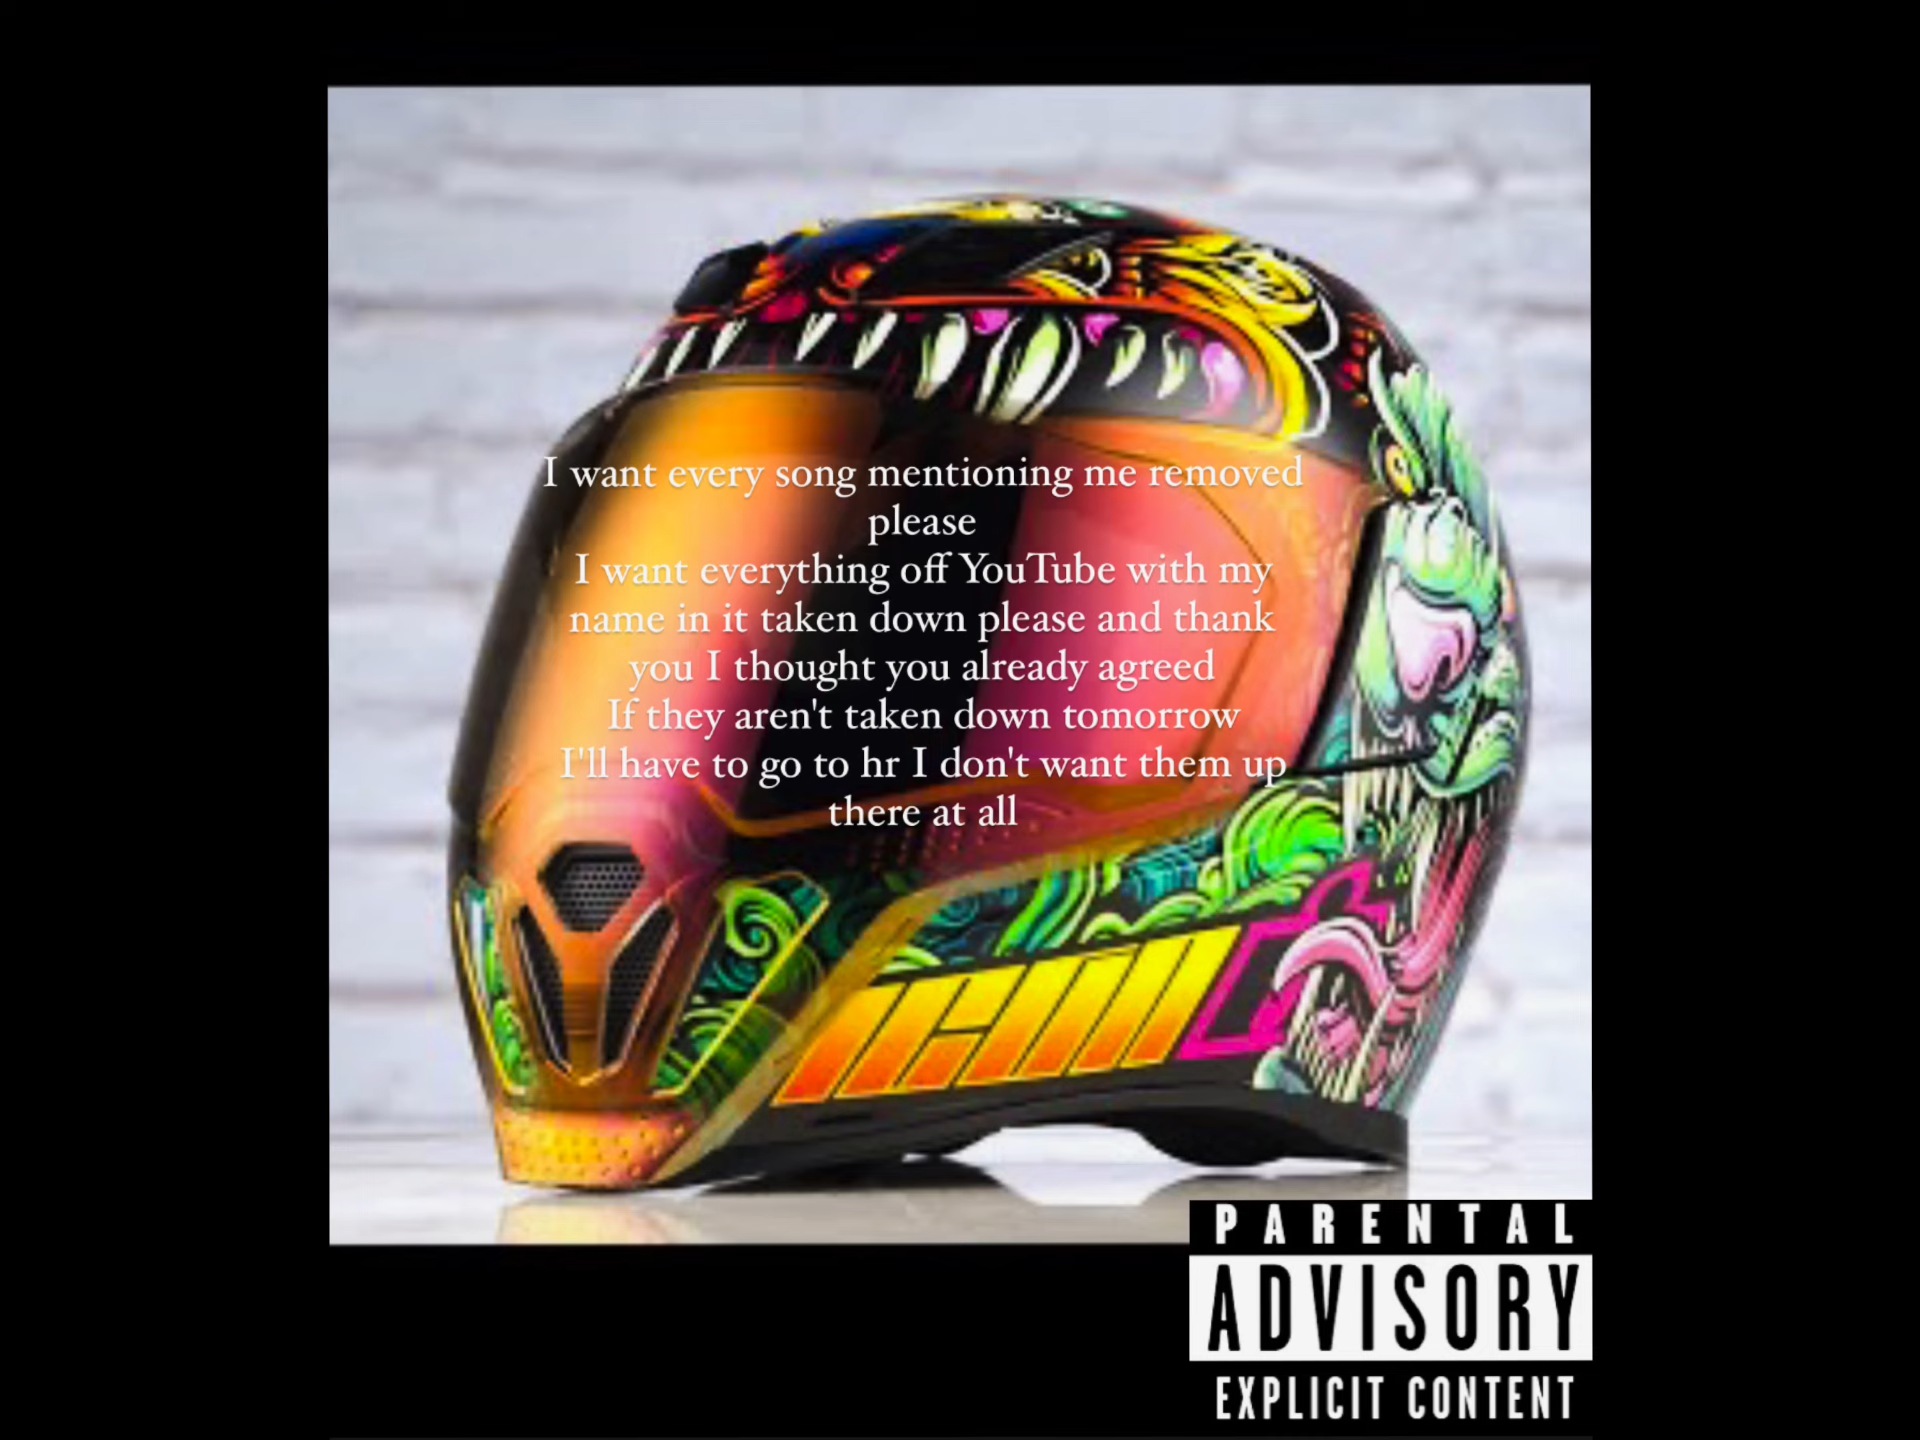 I want every song mentioning me removed
please
I want everything off YouTube with my
name in it taken down please and thank
you I thought you already agreed
If they aren't taken down tomorrow
I'll have to go to hr I don't want them up
there at all
ICON
PARENTAL
ADVISORY
EXPLICIT CONTENT